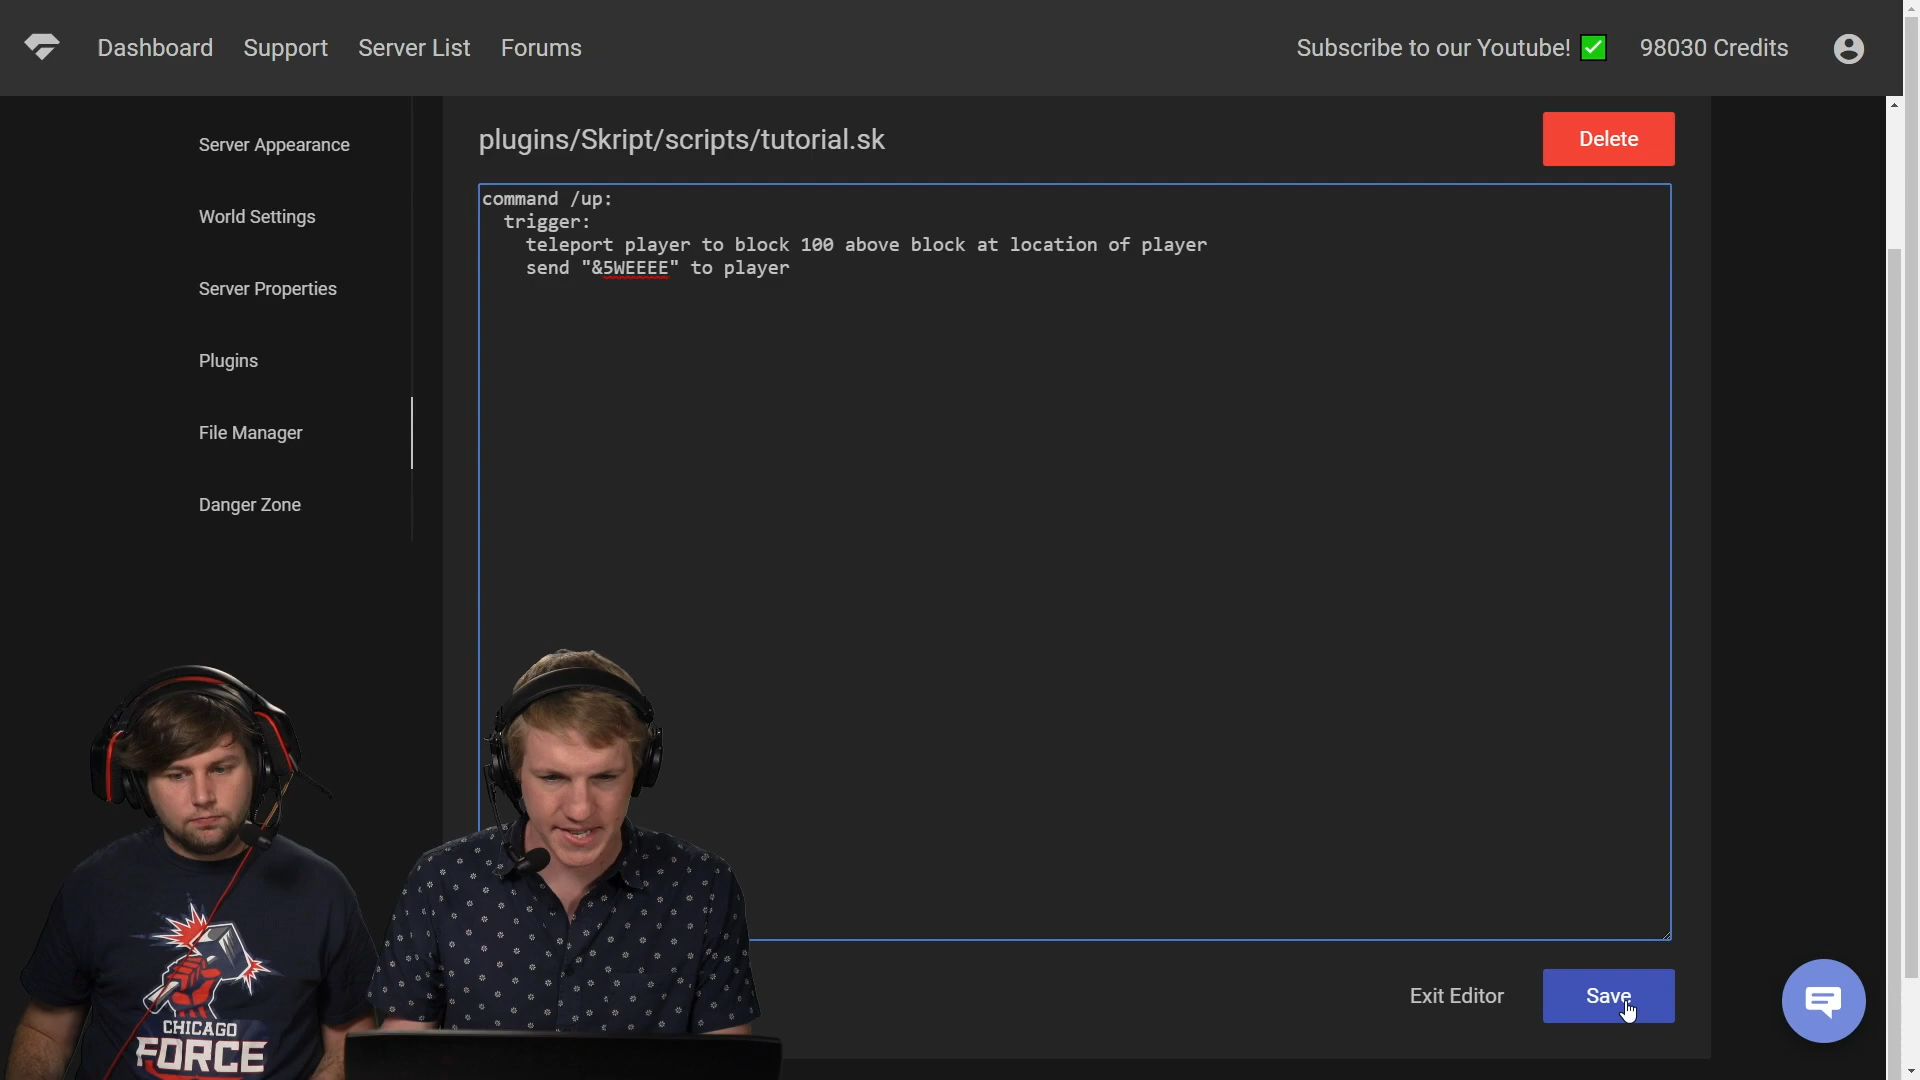 Dashboard Support Server List Forums Subscribe to our Youtube! 98030 Credits
Server Appearance
World Settings
Server Properties
Plugins
File Manager
Danger Zone
plugins/Skript/scripts/tutorial.sk Delete
command /up:
trigger:
teleport player to block 100 above block at location of player
send "&5WEEEE" to player
Exit Editor Save
CHICAGO
FORCE